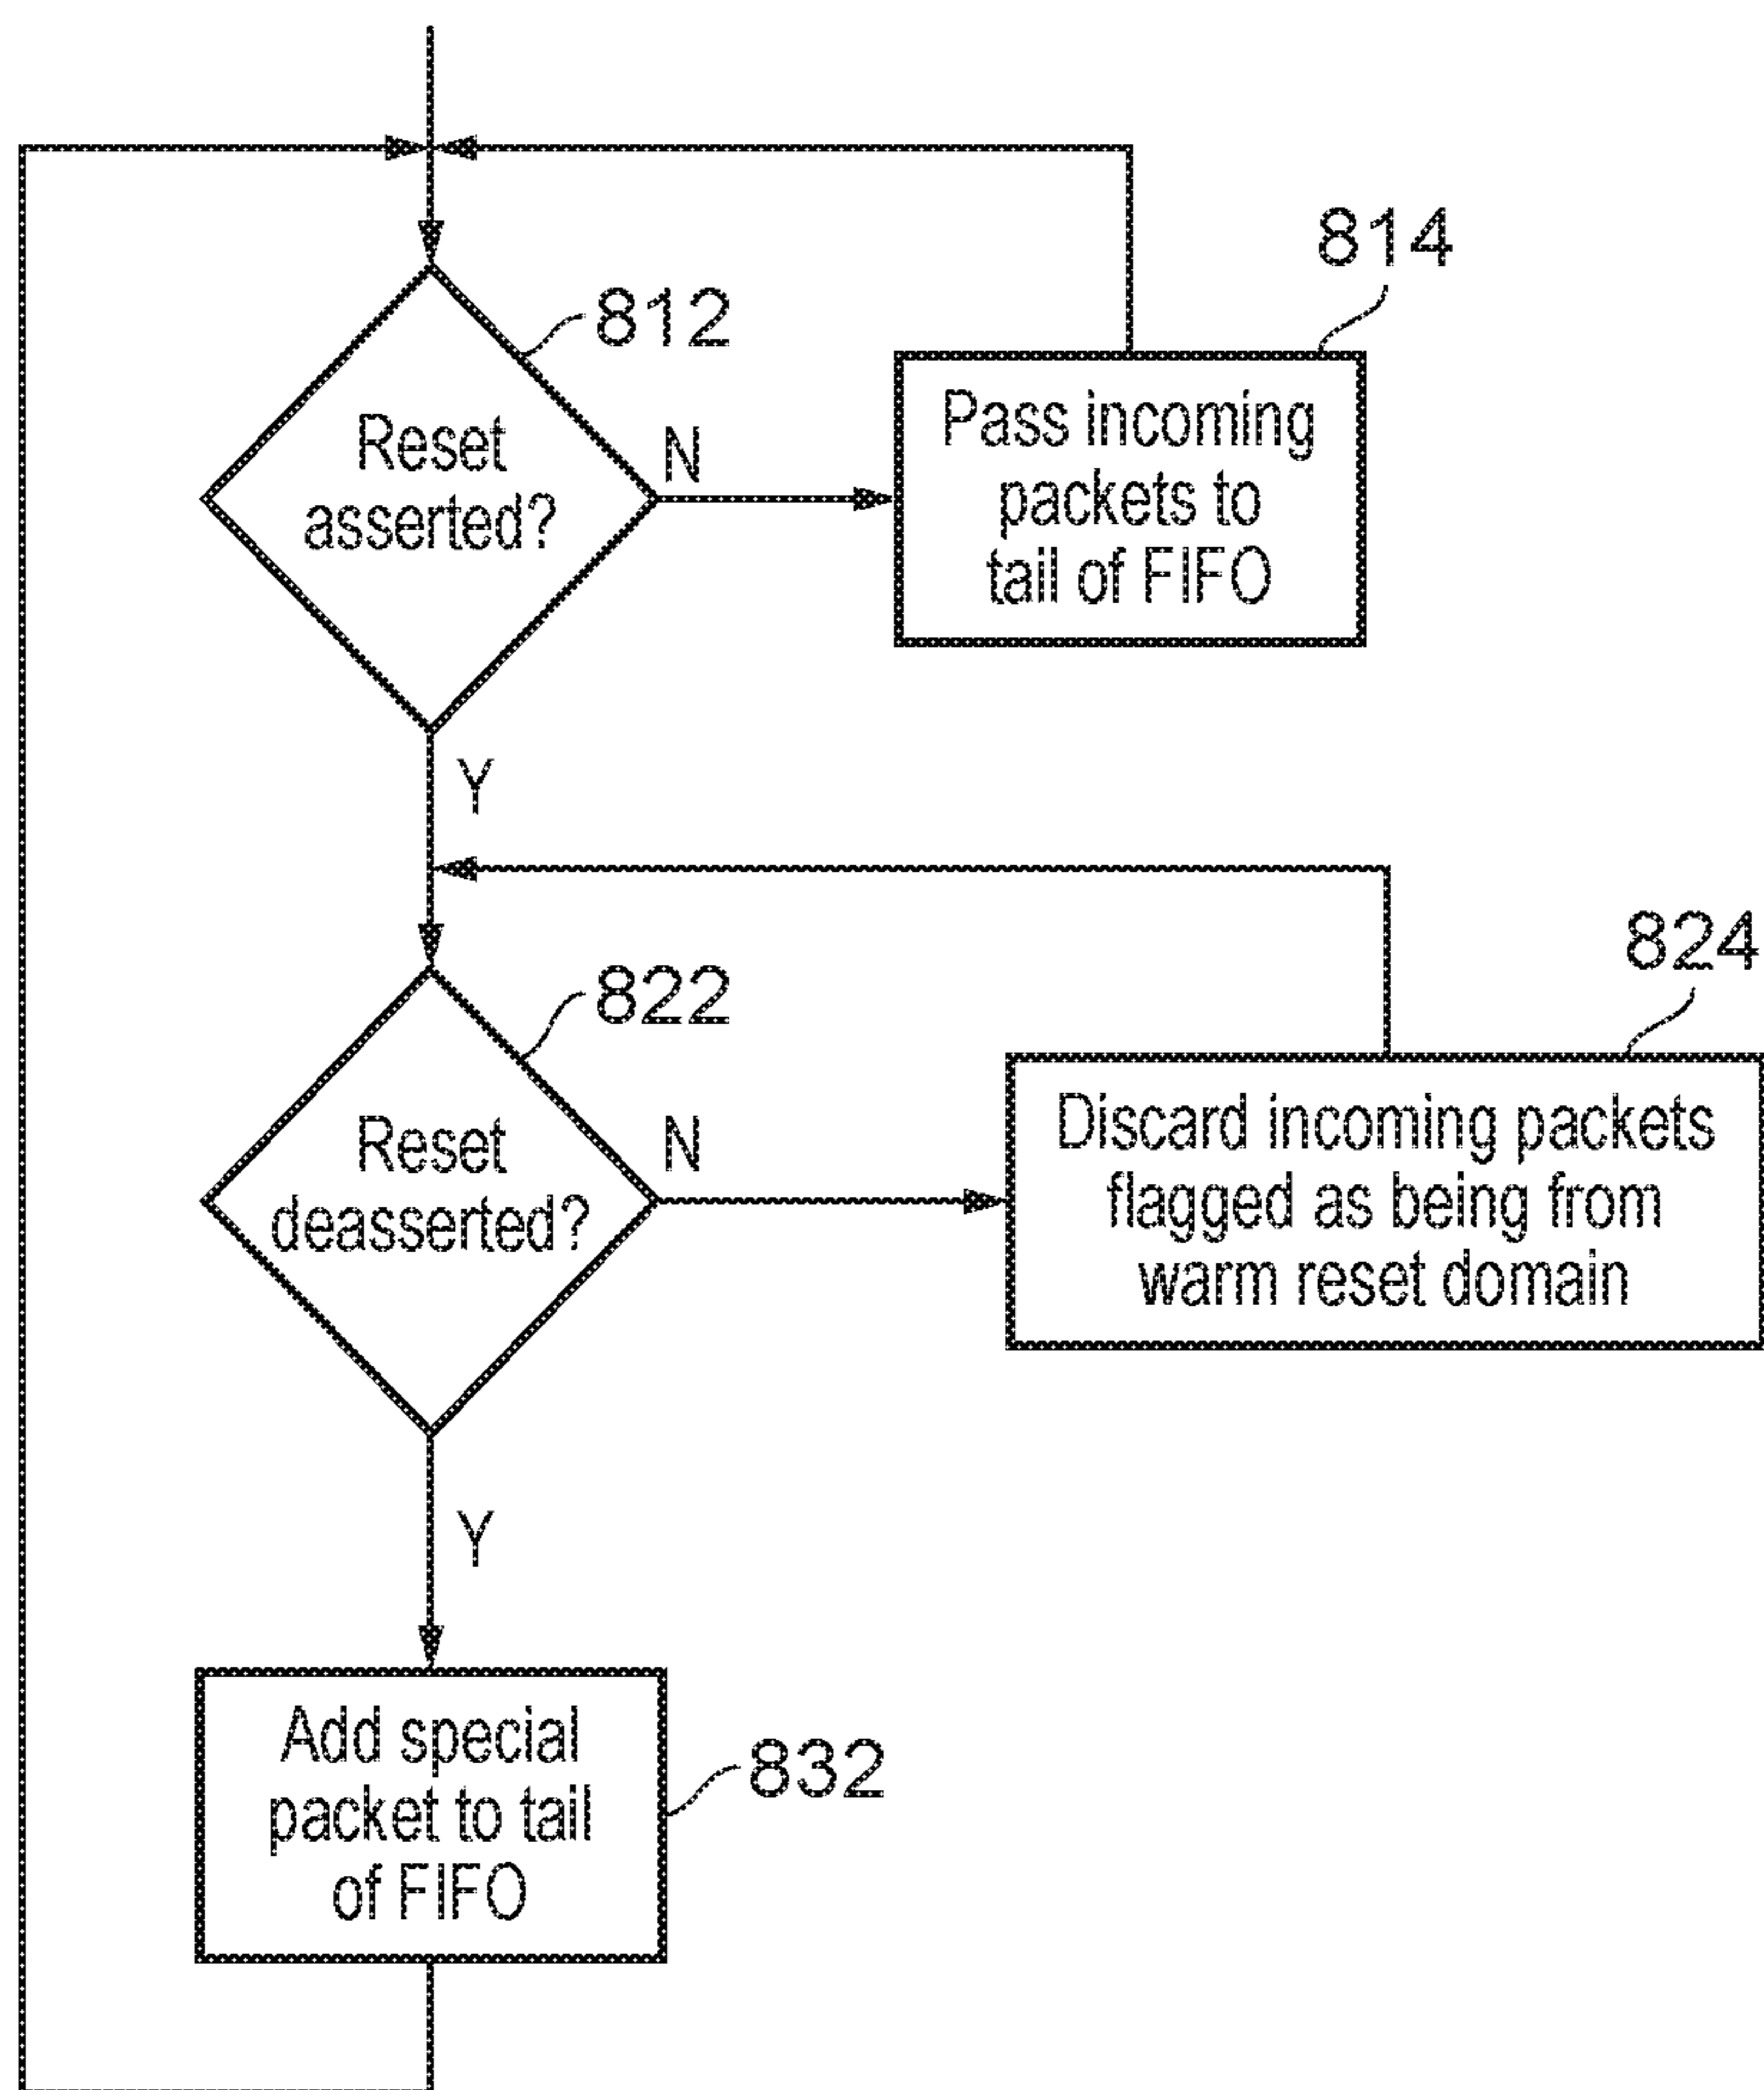 814
812
Reset
asserted?
N
Pass incoming
packets to
tail of FIFO
Y
824
822
Reset
deasserted?
N
Discard incoming packets
flagged as being from
warm reset domain
Y
Add special
packet to tail
of FIFO
832